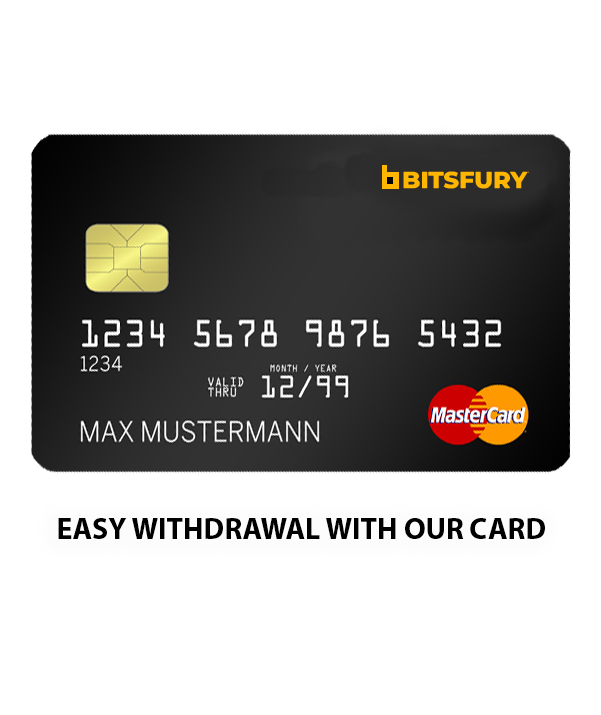 BITSFURY
1234 5678 9876 5432
1234
MONTH / YEAR
VALID THRU 12/99
MAX MUSTERMANN
MasterCard
EASY WITHDRAWAL WITH OUR CARD